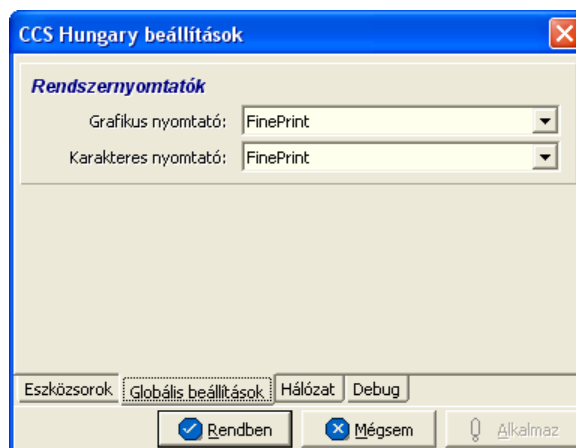 CCS Hungary beállítások
Rendszernyomtatók
Grafikus nyomtató: FinePrint
Karakteres nyomtató: FinePrint
Eszközsorok Globális beállítások Hálózat Debug
Rendben Mégsem Alkalmaz